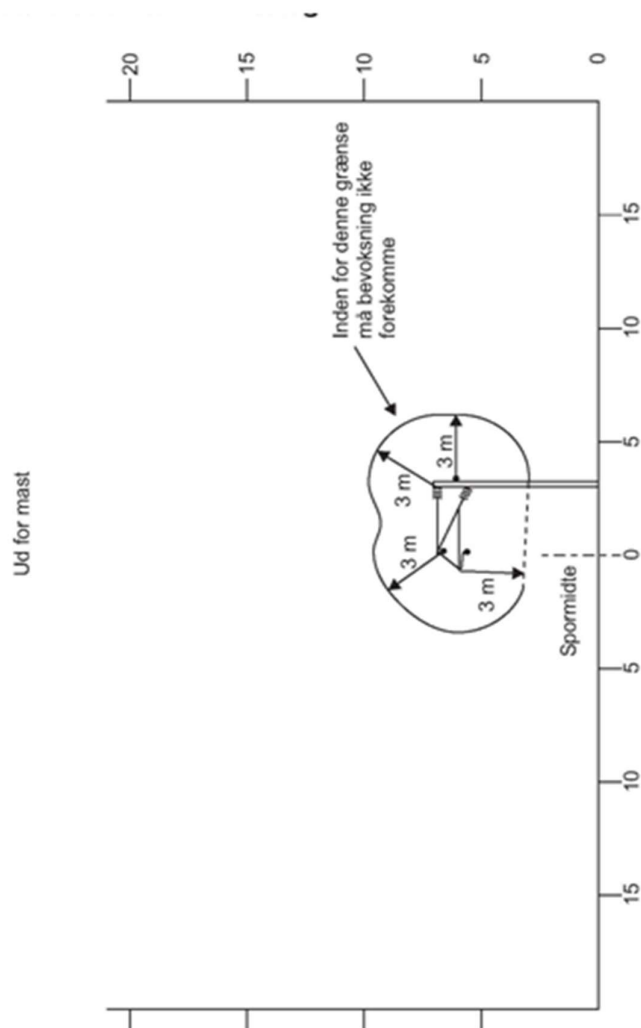 Ud for mast
20
15
10
5
0
Inden for denne grænse
må bevoksning ikke
forekomme
3 m
3 m
3 m
3 m
Spormidte
15
10
5
0
5
10
15